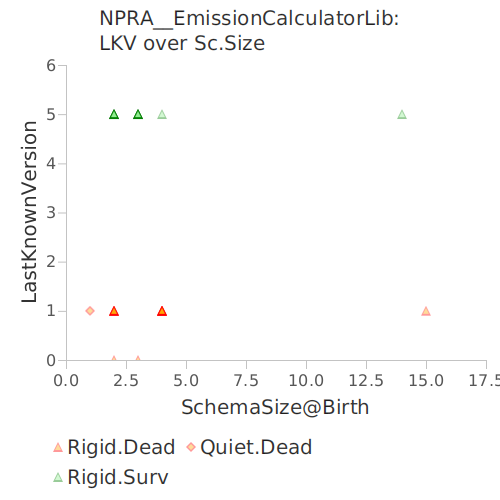 NPRA__EmissionCalculatorLib:
LKV over Sc.Size
LastKnownVersion
6
5
4
3
2
1
0
0.0 2.5 5.0 7.5 10.0 12.5 15.0 17.5
SchemaSize@Birth
Rigid.Dead Quiet.Dead
Rigid.Surv